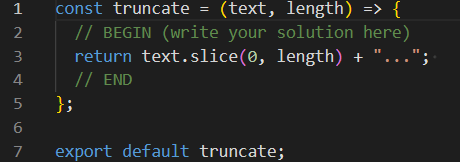 1 const truncate = (text, length) => {
2 // BEGIN (write your solution here)
3 return text.slice(0, length) + "...";
4 // END
5 };
6
7 export default truncate;